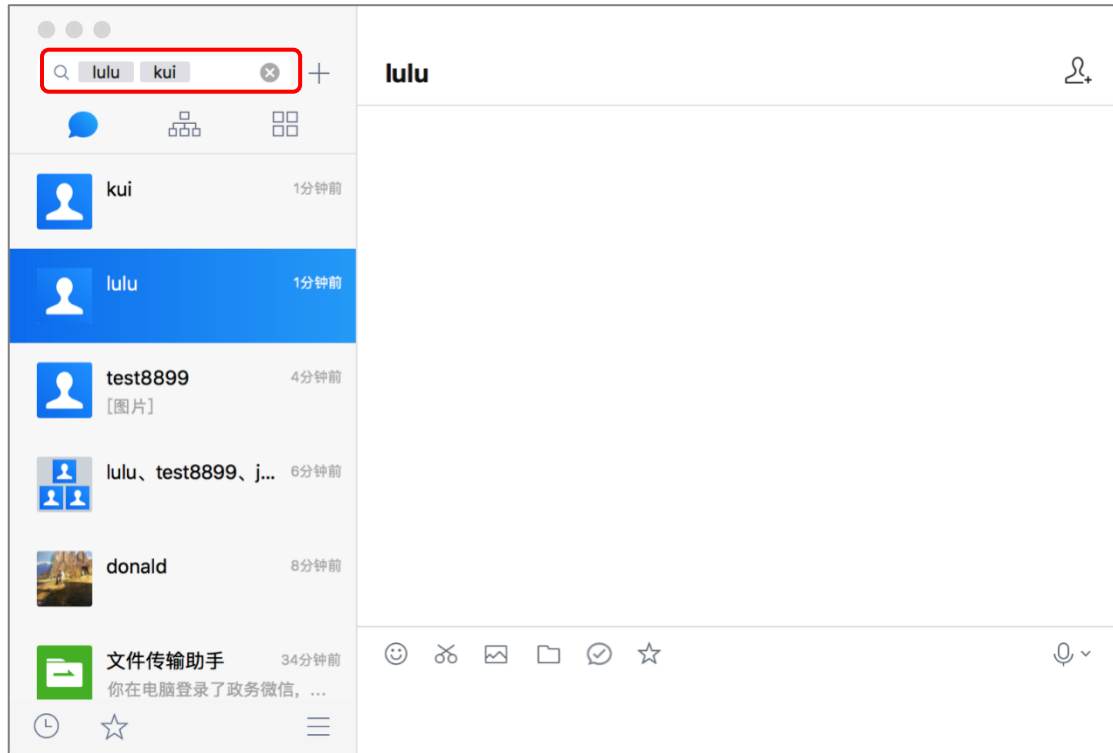 lulu kui
lulu
kui 1分钟前
lulu 1分钟前
test8899 4分钟前
[图片]
lulu、test8899、j... 6分钟前
donald 8分钟前
文件传输助手 34分钟前
你在电脑登录了政务微信，...